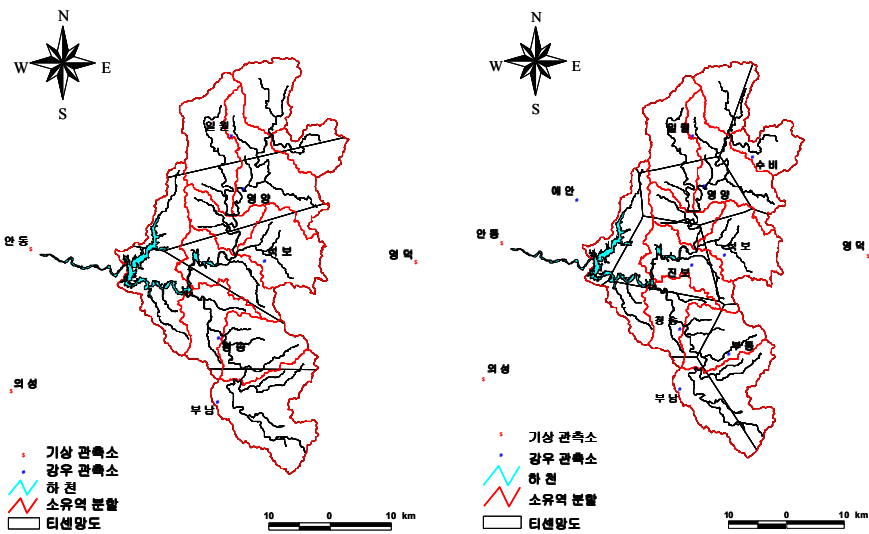 N
W E
S
일월
영양
안동
석보
영덕
의성
부남
기상 관측소
강우 관측소
하 천
소유역 분할
티센망도
10 0 10 km
N
W E
S
일월
수비
예안
영양
안동
석보
영덕
진보
청송
부동
의성
부남
기상 관측소
강우 관측소
하 천
소유역 분할
티센망도
10 0 10 km